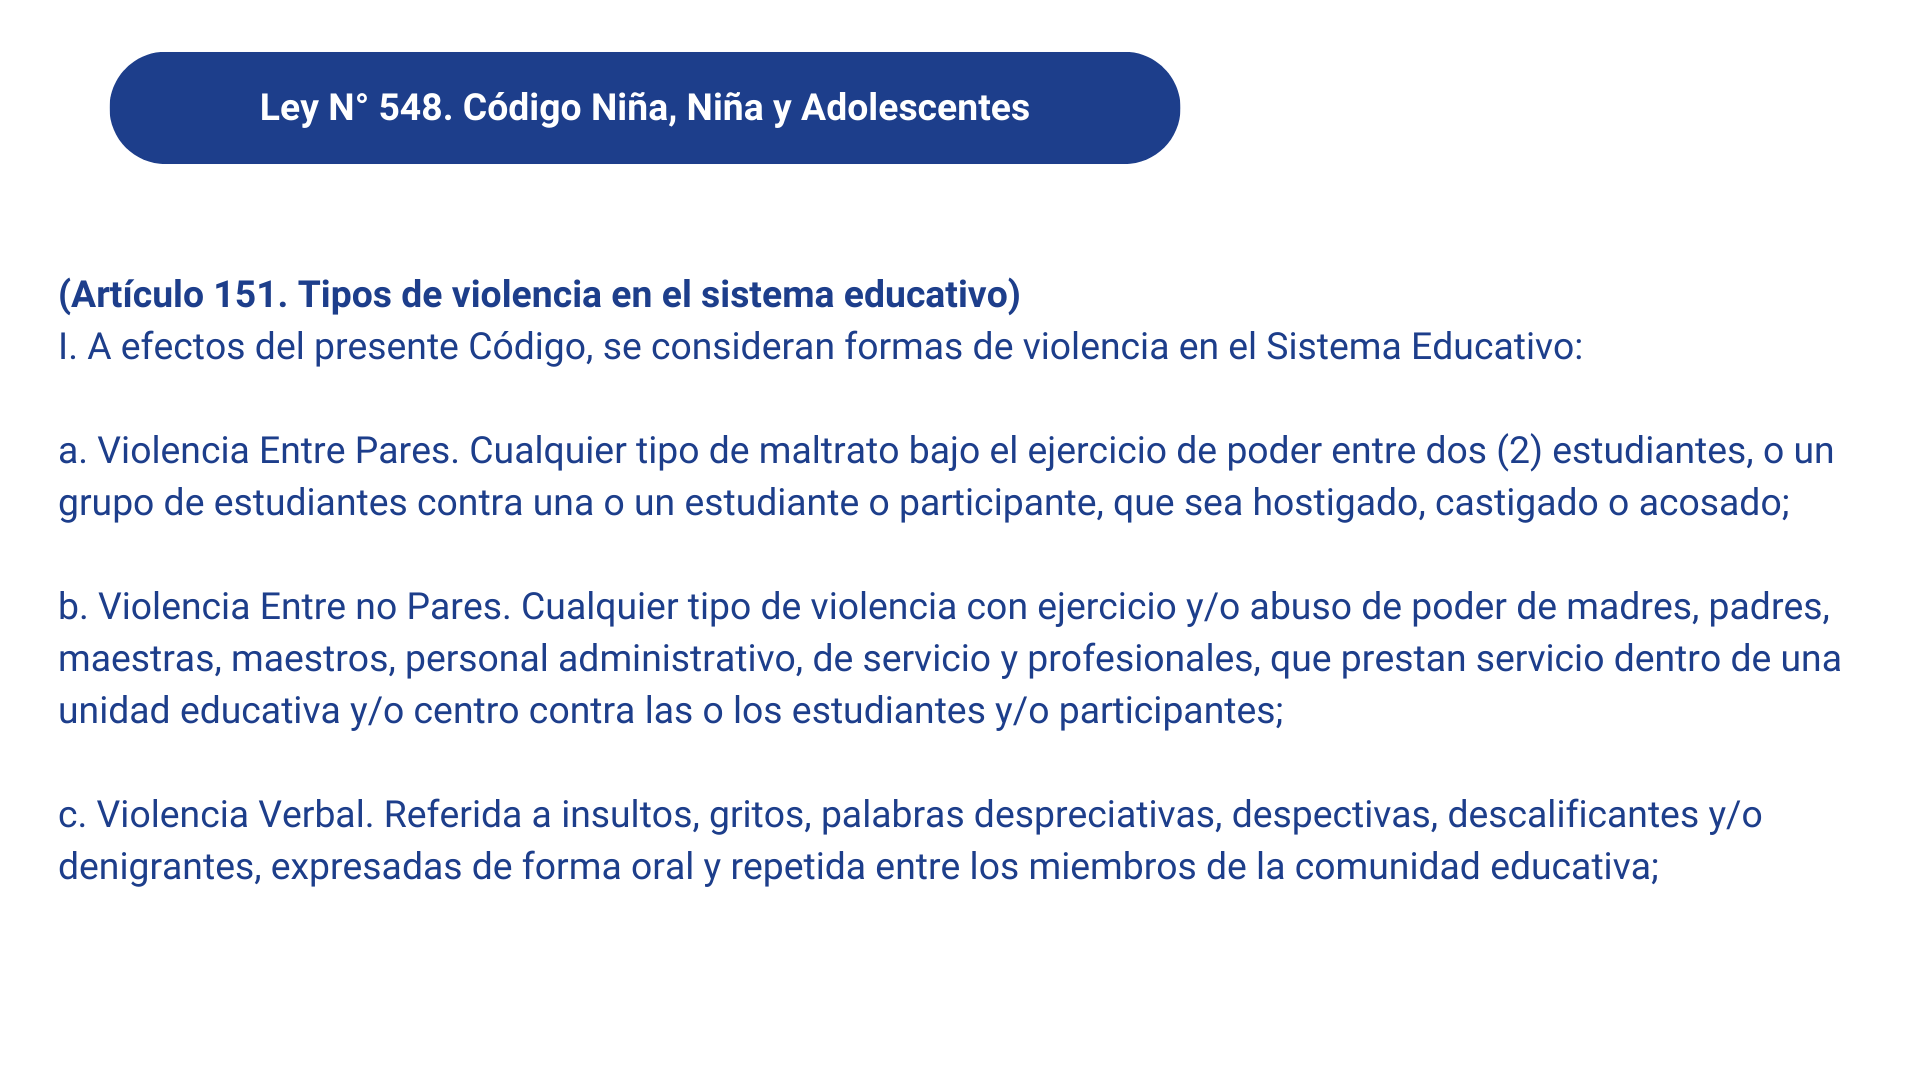 Ley N° 548. Código Niña, Niña y Adolescentes
(Artículo 151. Tipos de violencia en el sistema educativo)
I. A efectos del presente Código, se consideran formas de violencia en el Sistema Educativo:
a. Violencia Entre Pares. Cualquier tipo de maltrato bajo el ejercicio de poder entre dos (2) estudiantes, o un
grupo de estudiantes contra una o un estudiante o participante, que sea hostigado, castigado o acosado;
b. Violencia Entre no Pares. Cualquier tipo de violencia con ejercicio y/o abuso de poder de madres, padres,
maestras, maestros, personal administrativo, de servicio y profesionales, que prestan servicio dentro de una
unidad educativa y/o centro contra las o los estudiantes y/o participantes;
c. Violencia Verbal. Referida a insultos, gritos, palabras despreciativas, despectivas, descalificantes y/o
denigrantes, expresadas de forma oral y repetida entre los miembros de la comunidad educativa;